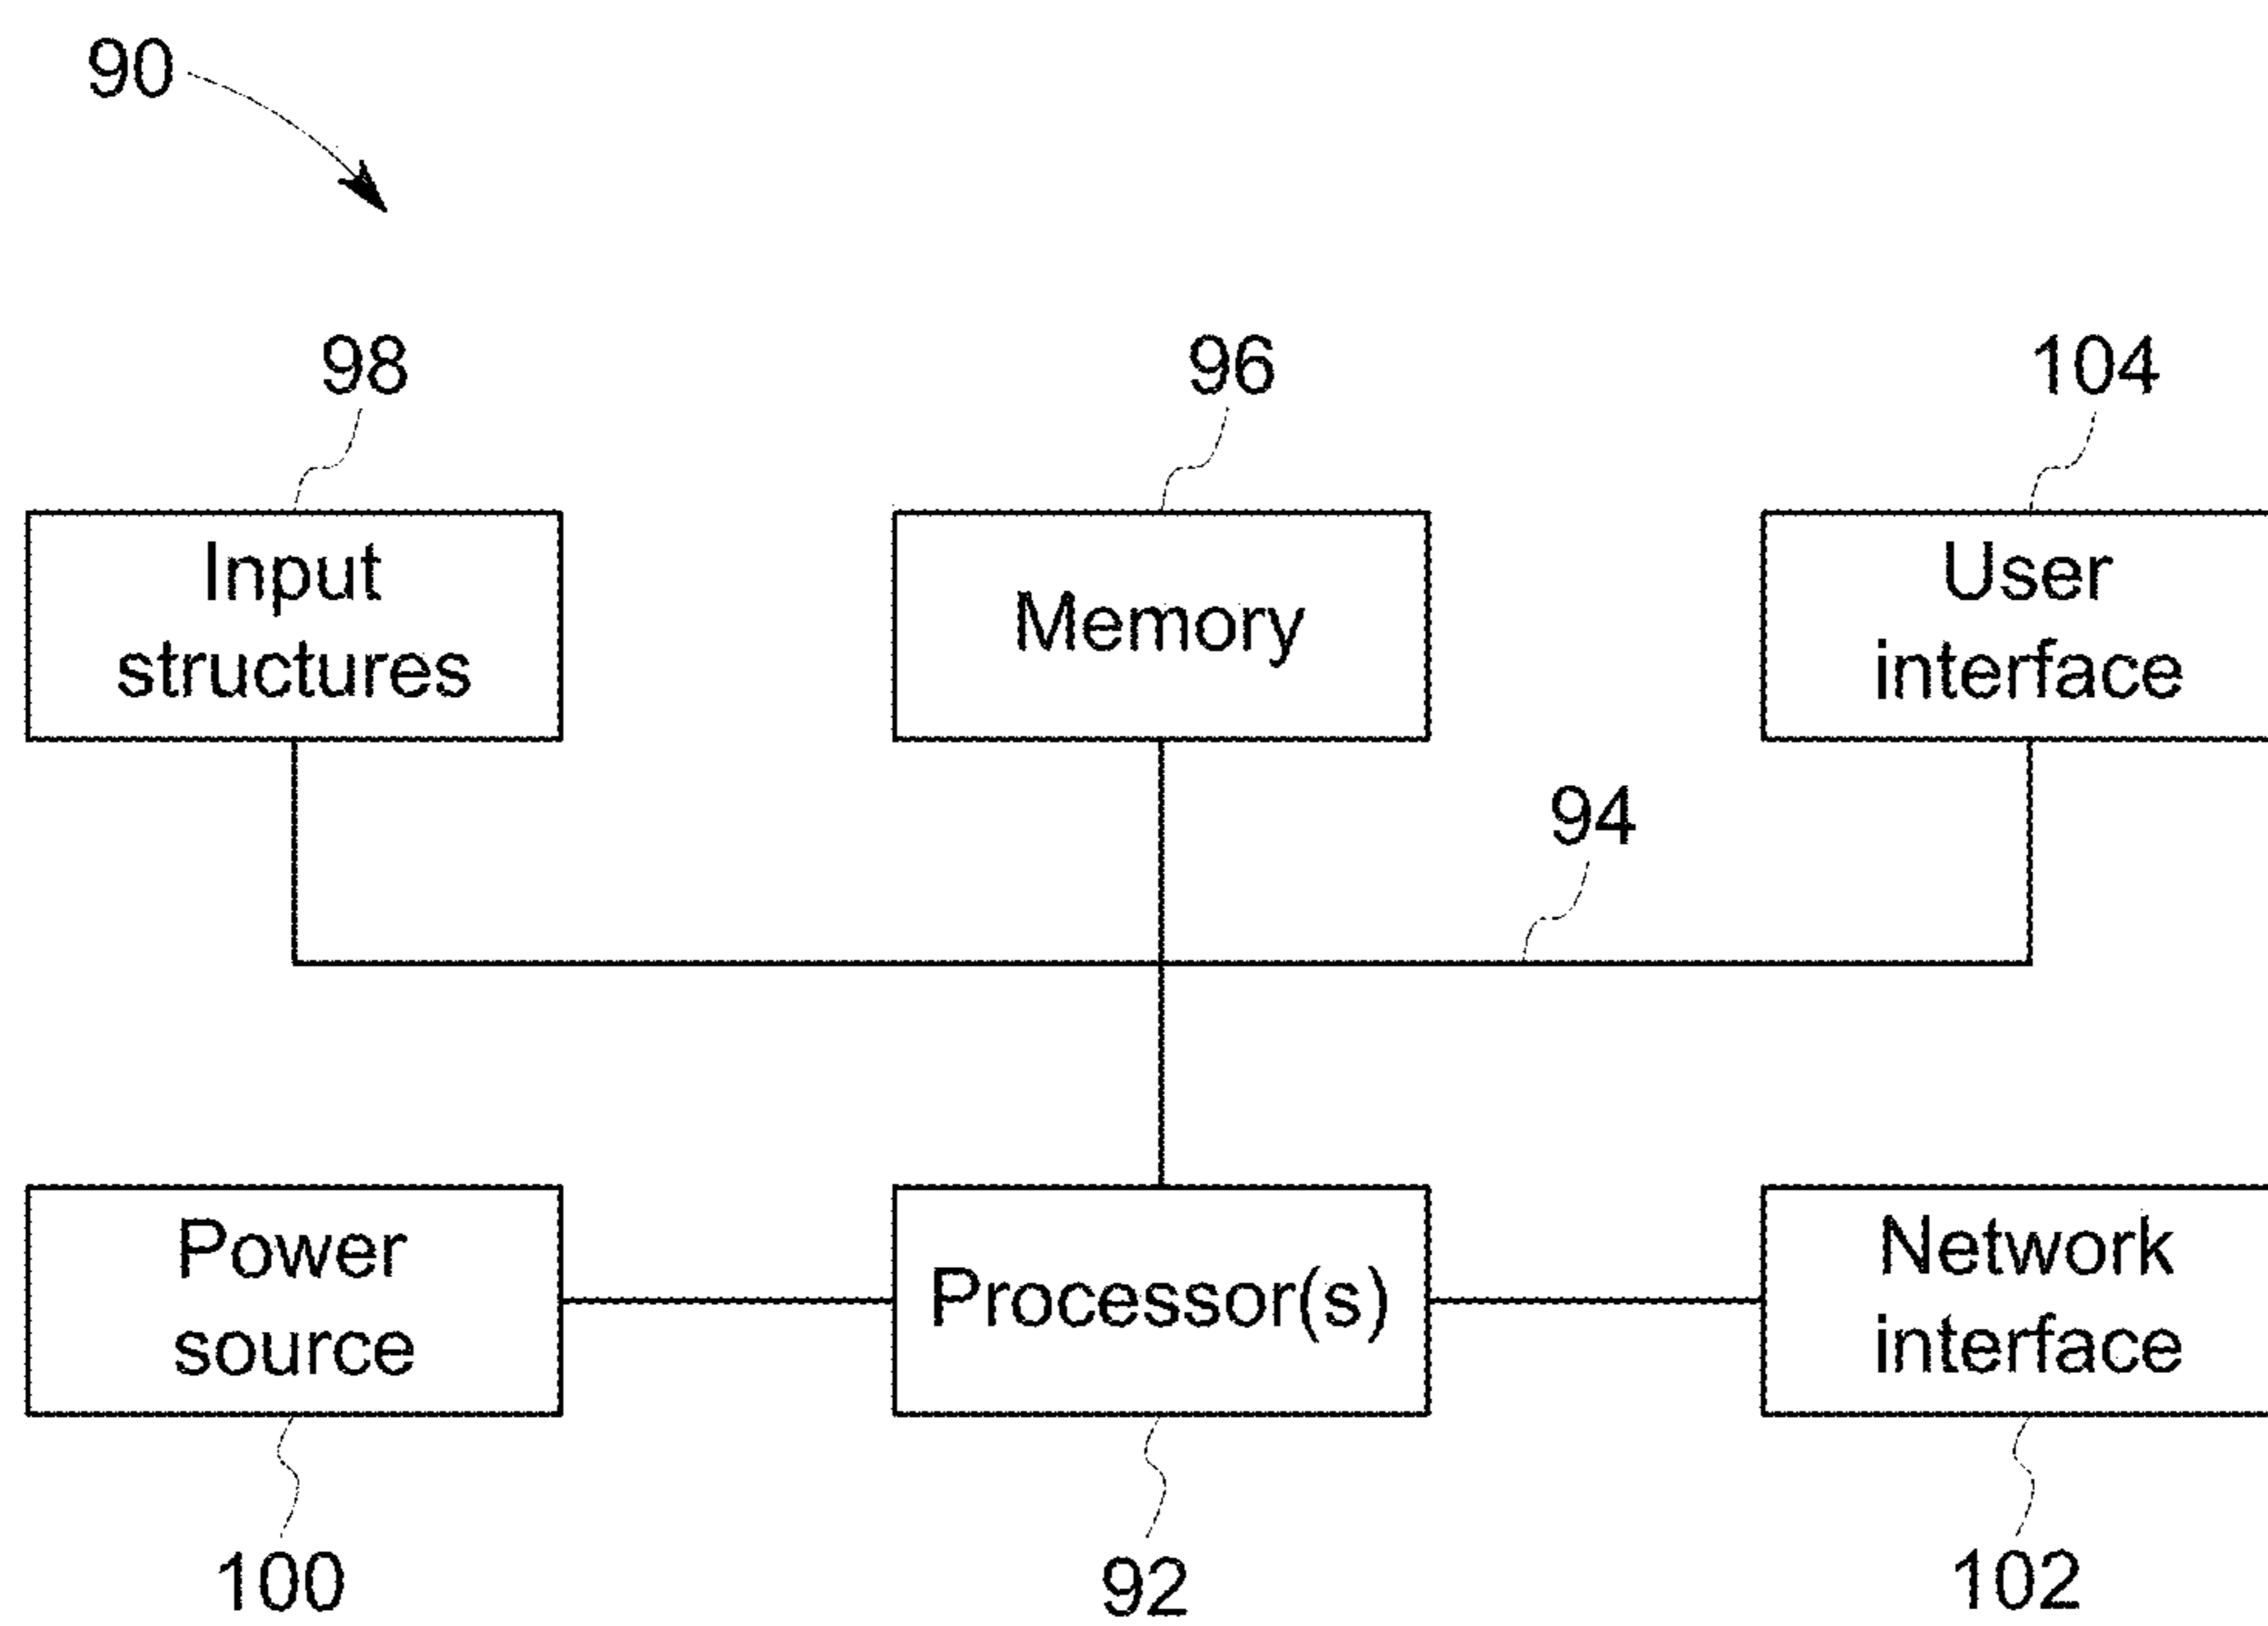 90
98
96
104
Input
structures
Memory
User
interface
94
Power
source
Processor(s)
Network
interface
100
92
102